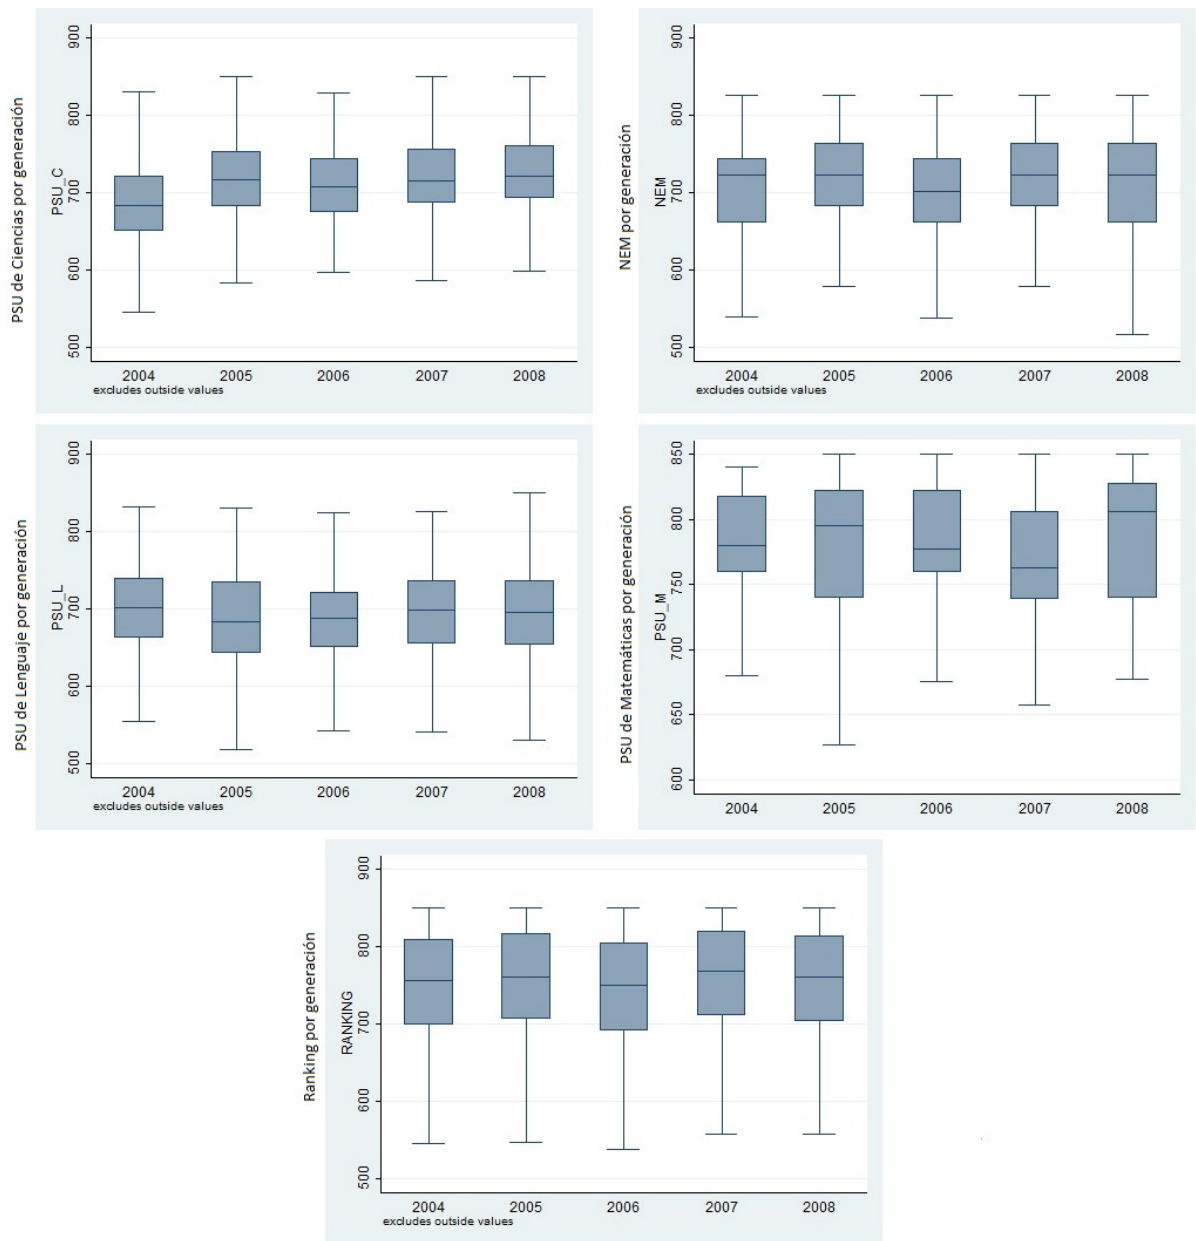 PSU de Ciencias por generación
PSU_C
900
800
700
600
500
2004 2005 2006 2007 2008
excludes outside values
NEM por generación
NEM
900
800
700
600
500
2004 2005 2006 2007 2008
excludes outside values
PSU de Lenguaje por generación
PSU_L
900
800
700
600
500
2004 2005 2006 2007 2008
excludes outside values
PSU de Matemáticas por generación
PSU_M
850
800
750
700
650
600
2004 2005 2006 2007 2008
Ranking por generación
RANKING
900
800
700
600
500
2004 2005 2006 2007 2008
excludes outside values